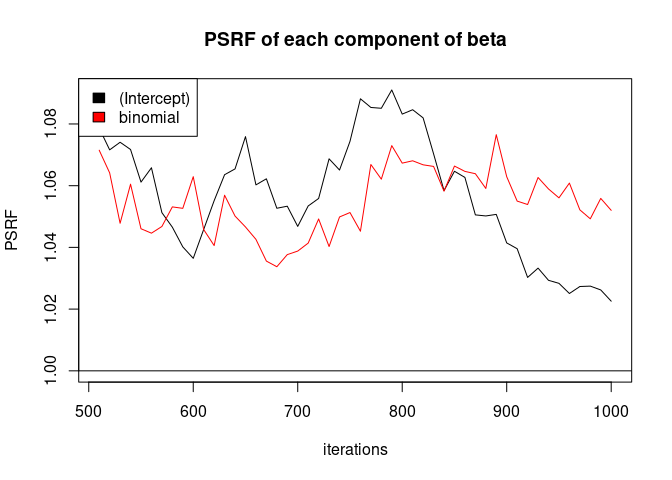 PSRF of each component of beta
(Intercept)
binomial
PSRF
1.08
1.06
1.04
1.02
1.00
500 600 700 800 900 1000
iterations